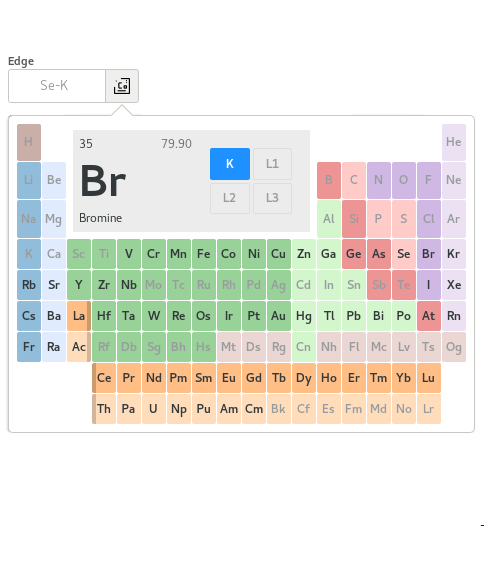 Edge
Se-K
H He
35 79.90
Br
Bromine
K L1
L2 L3
Li Be B C N O F Ne
Na Mg Al Si P S Cl Ar
K Ca Sc Ti V Cr Mn Fe Co Ni Cu Zn Ga Ge As Se Br Kr
Rb Sr Y Zr Nb Mo Tc Ru Rh Pd Ag Cd In Sn Sb Te I Xe
Cs Ba La Hf Ta W Re Os Ir Pt Au Hg Tl Pb Bi Po At Rn
Fr Ra Ac Rf Db Sg Bh Hs Mt Ds Rg Cn Nh Fl Mc Lv Ts Og
Ce Pr Nd Pm Sm Eu Gd Tb Dy Ho Er Tm Yb Lu
Th Pa U Np Pu Am Cm Bk Cf Es Fm Md No Lr